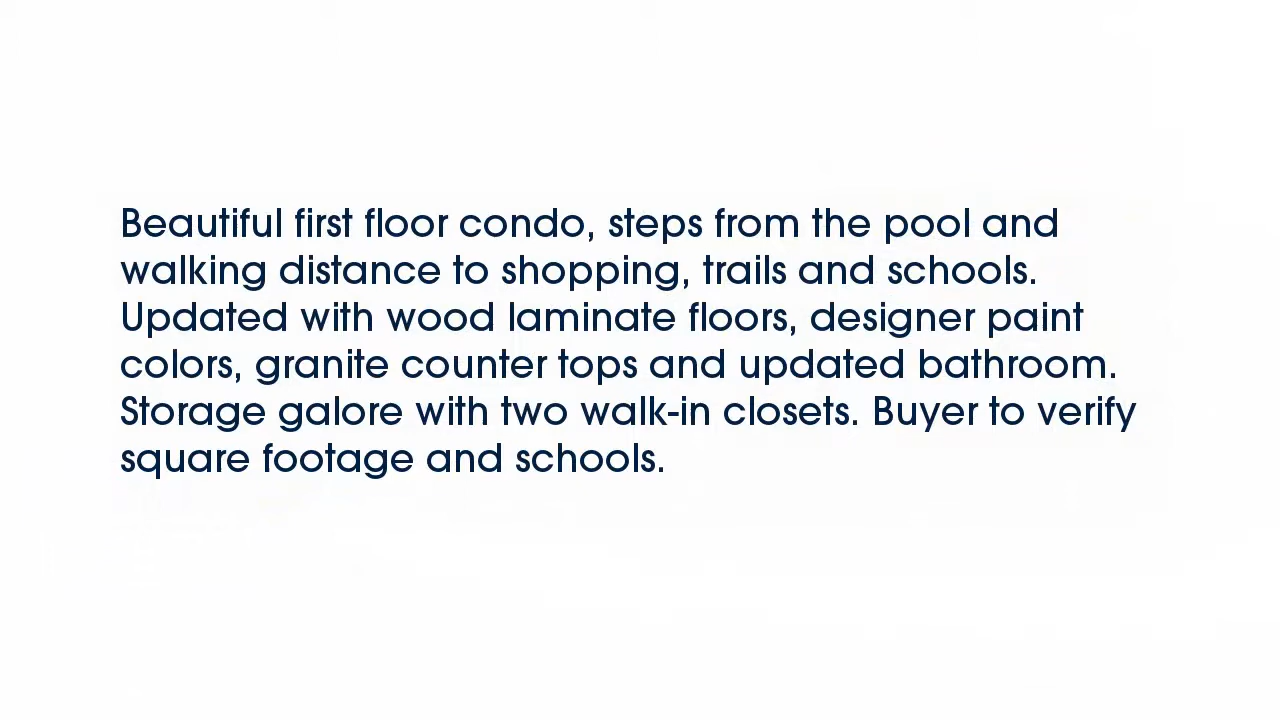 Beautiful first floor condo, steps from the pool and
walking distance to shopping, trails and schools.
Updated with wood laminate floors, designer paint
colors, granite counter tops and updated bathroom.
Storage galore with two walk-in closets. Buyer to verify
square footage and schools.